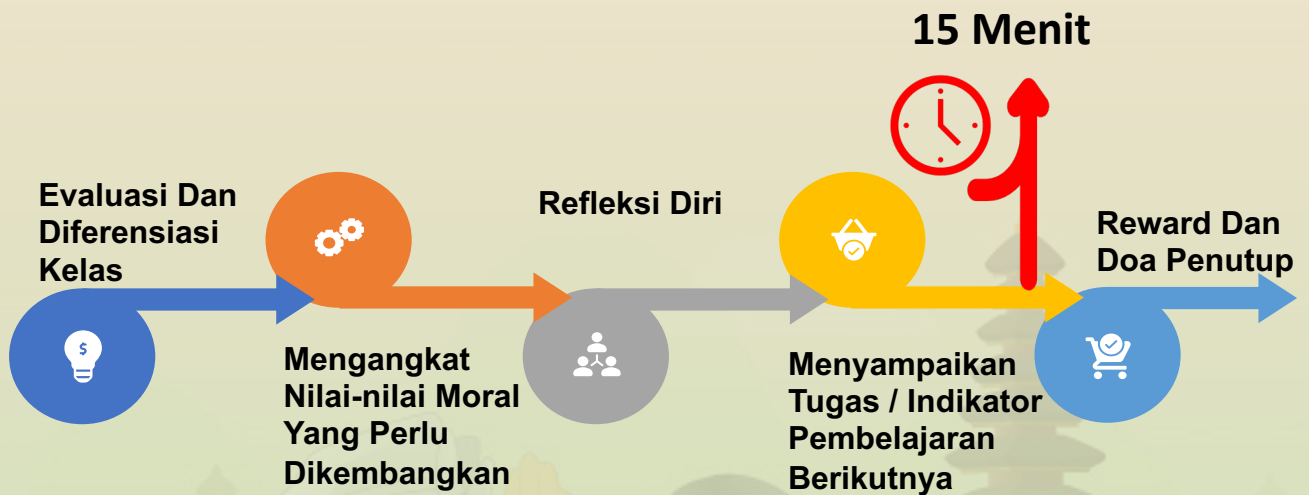 15 Menit
Evaluasi Dan
Diferensiasi
Kelas
$
Mengangkat
Nilai-nilai Moral
Yang Perlu
Dikembangkan
Refleksi Diri
Menyampaikan
Tugas / Indikator
Pembelajaran
Berikutnya
Reward Dan
Doa Penutup